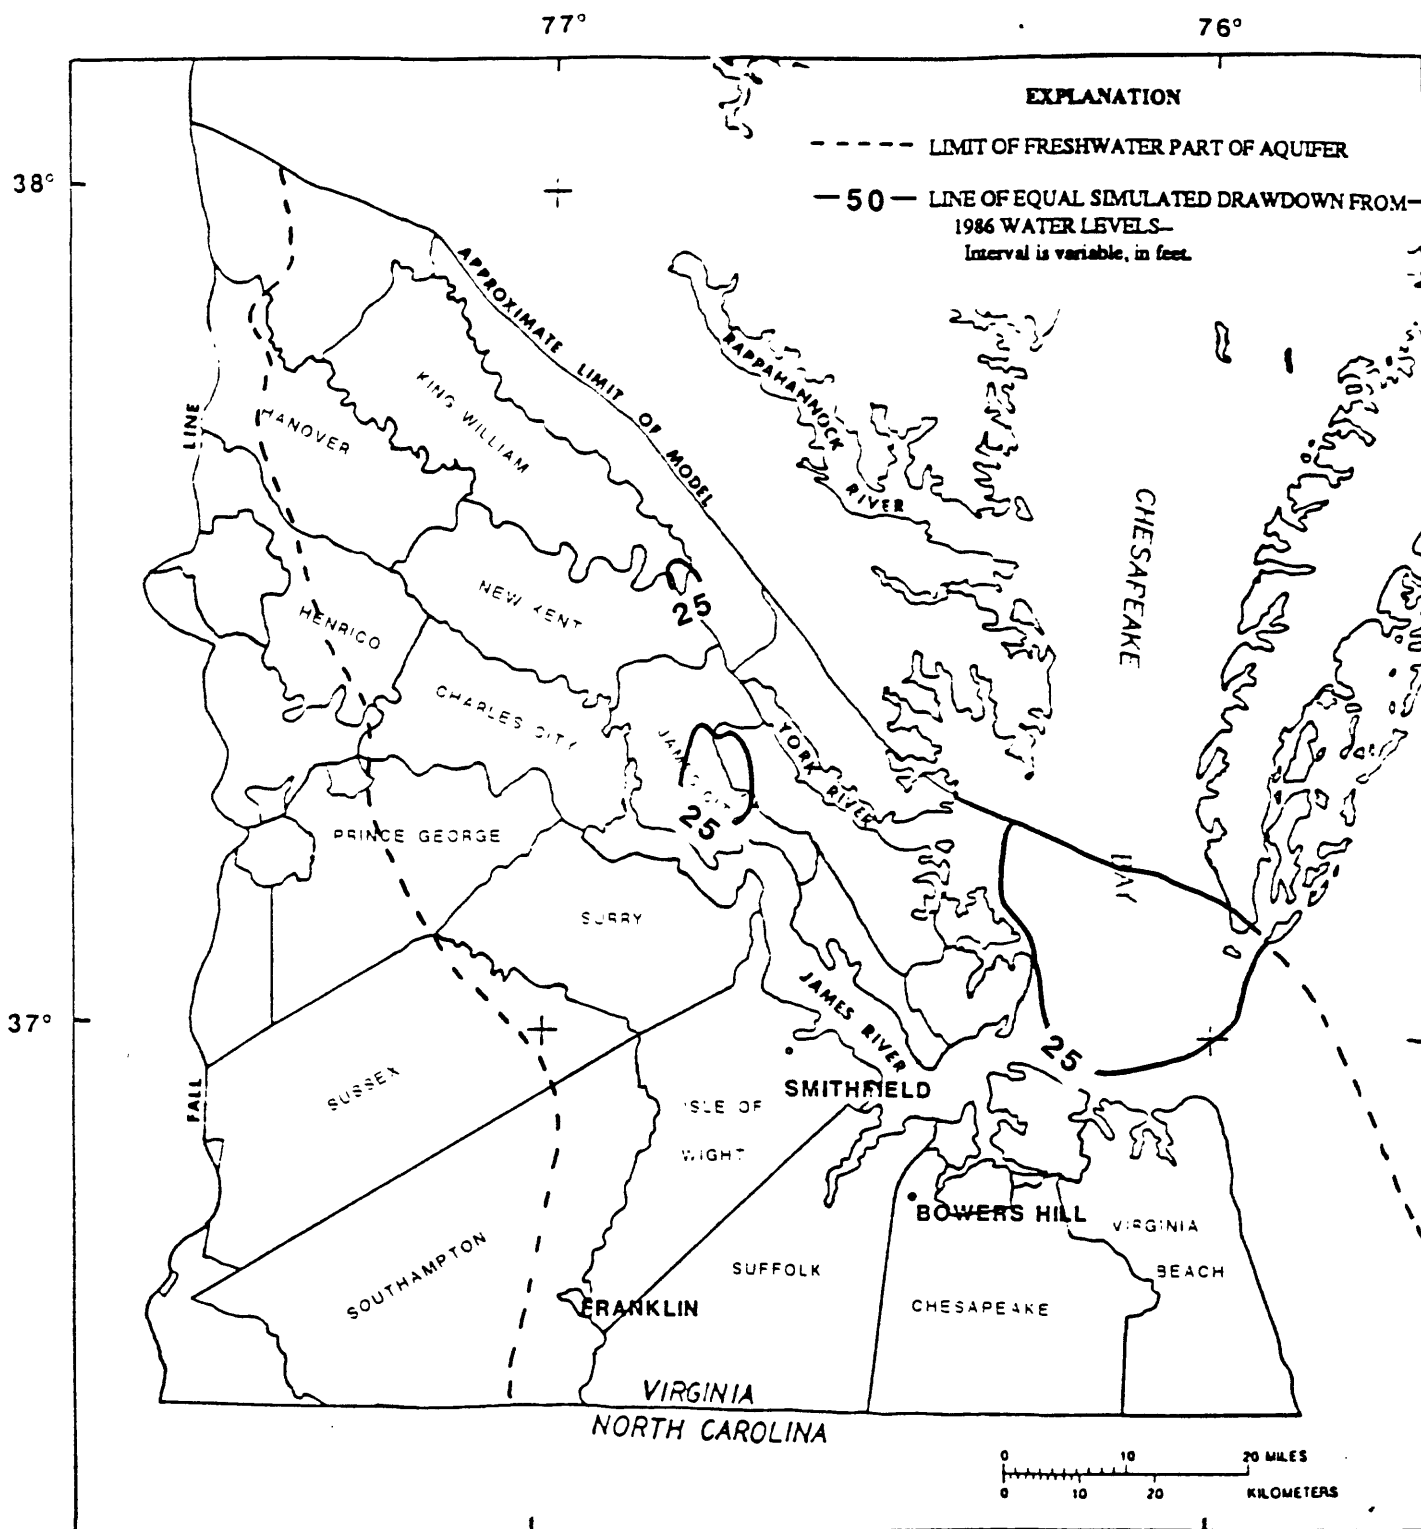 77°
76°
EXPLANATION
LIMIT OF FRESHWATER PART OF AQUIFER
38°
50 LINE OF EQUAL SIMULATED DRAWDOWN FROM
1986 WATER LEVELS—
Interval is variable, in feet.
APPROXIMATE LIMIT OF MODEL
RAPPAHANNOCK
RIVER
KING WILLIAM
HANOVER
LINE
CHESAPEAKE
25
NEW KENT
HENRICO
CHARLES CITY
YORK
RIVER
25
PRINCE GEORGE
BAY
SURRY
JAMES RIVER
37°
25
SUSSEX
FALL
SMITHFIELD
ISLE OF
WIGHT
BOWERS HILL
VIRGINIA
BEACH
SOUTHAMPTON
SUFFOLK
FRANKLIN
CHESAPEAKE
VIRGINIA
NORTH CAROLINA
0 10 20 MILES
0 10 20 KILOMETERS